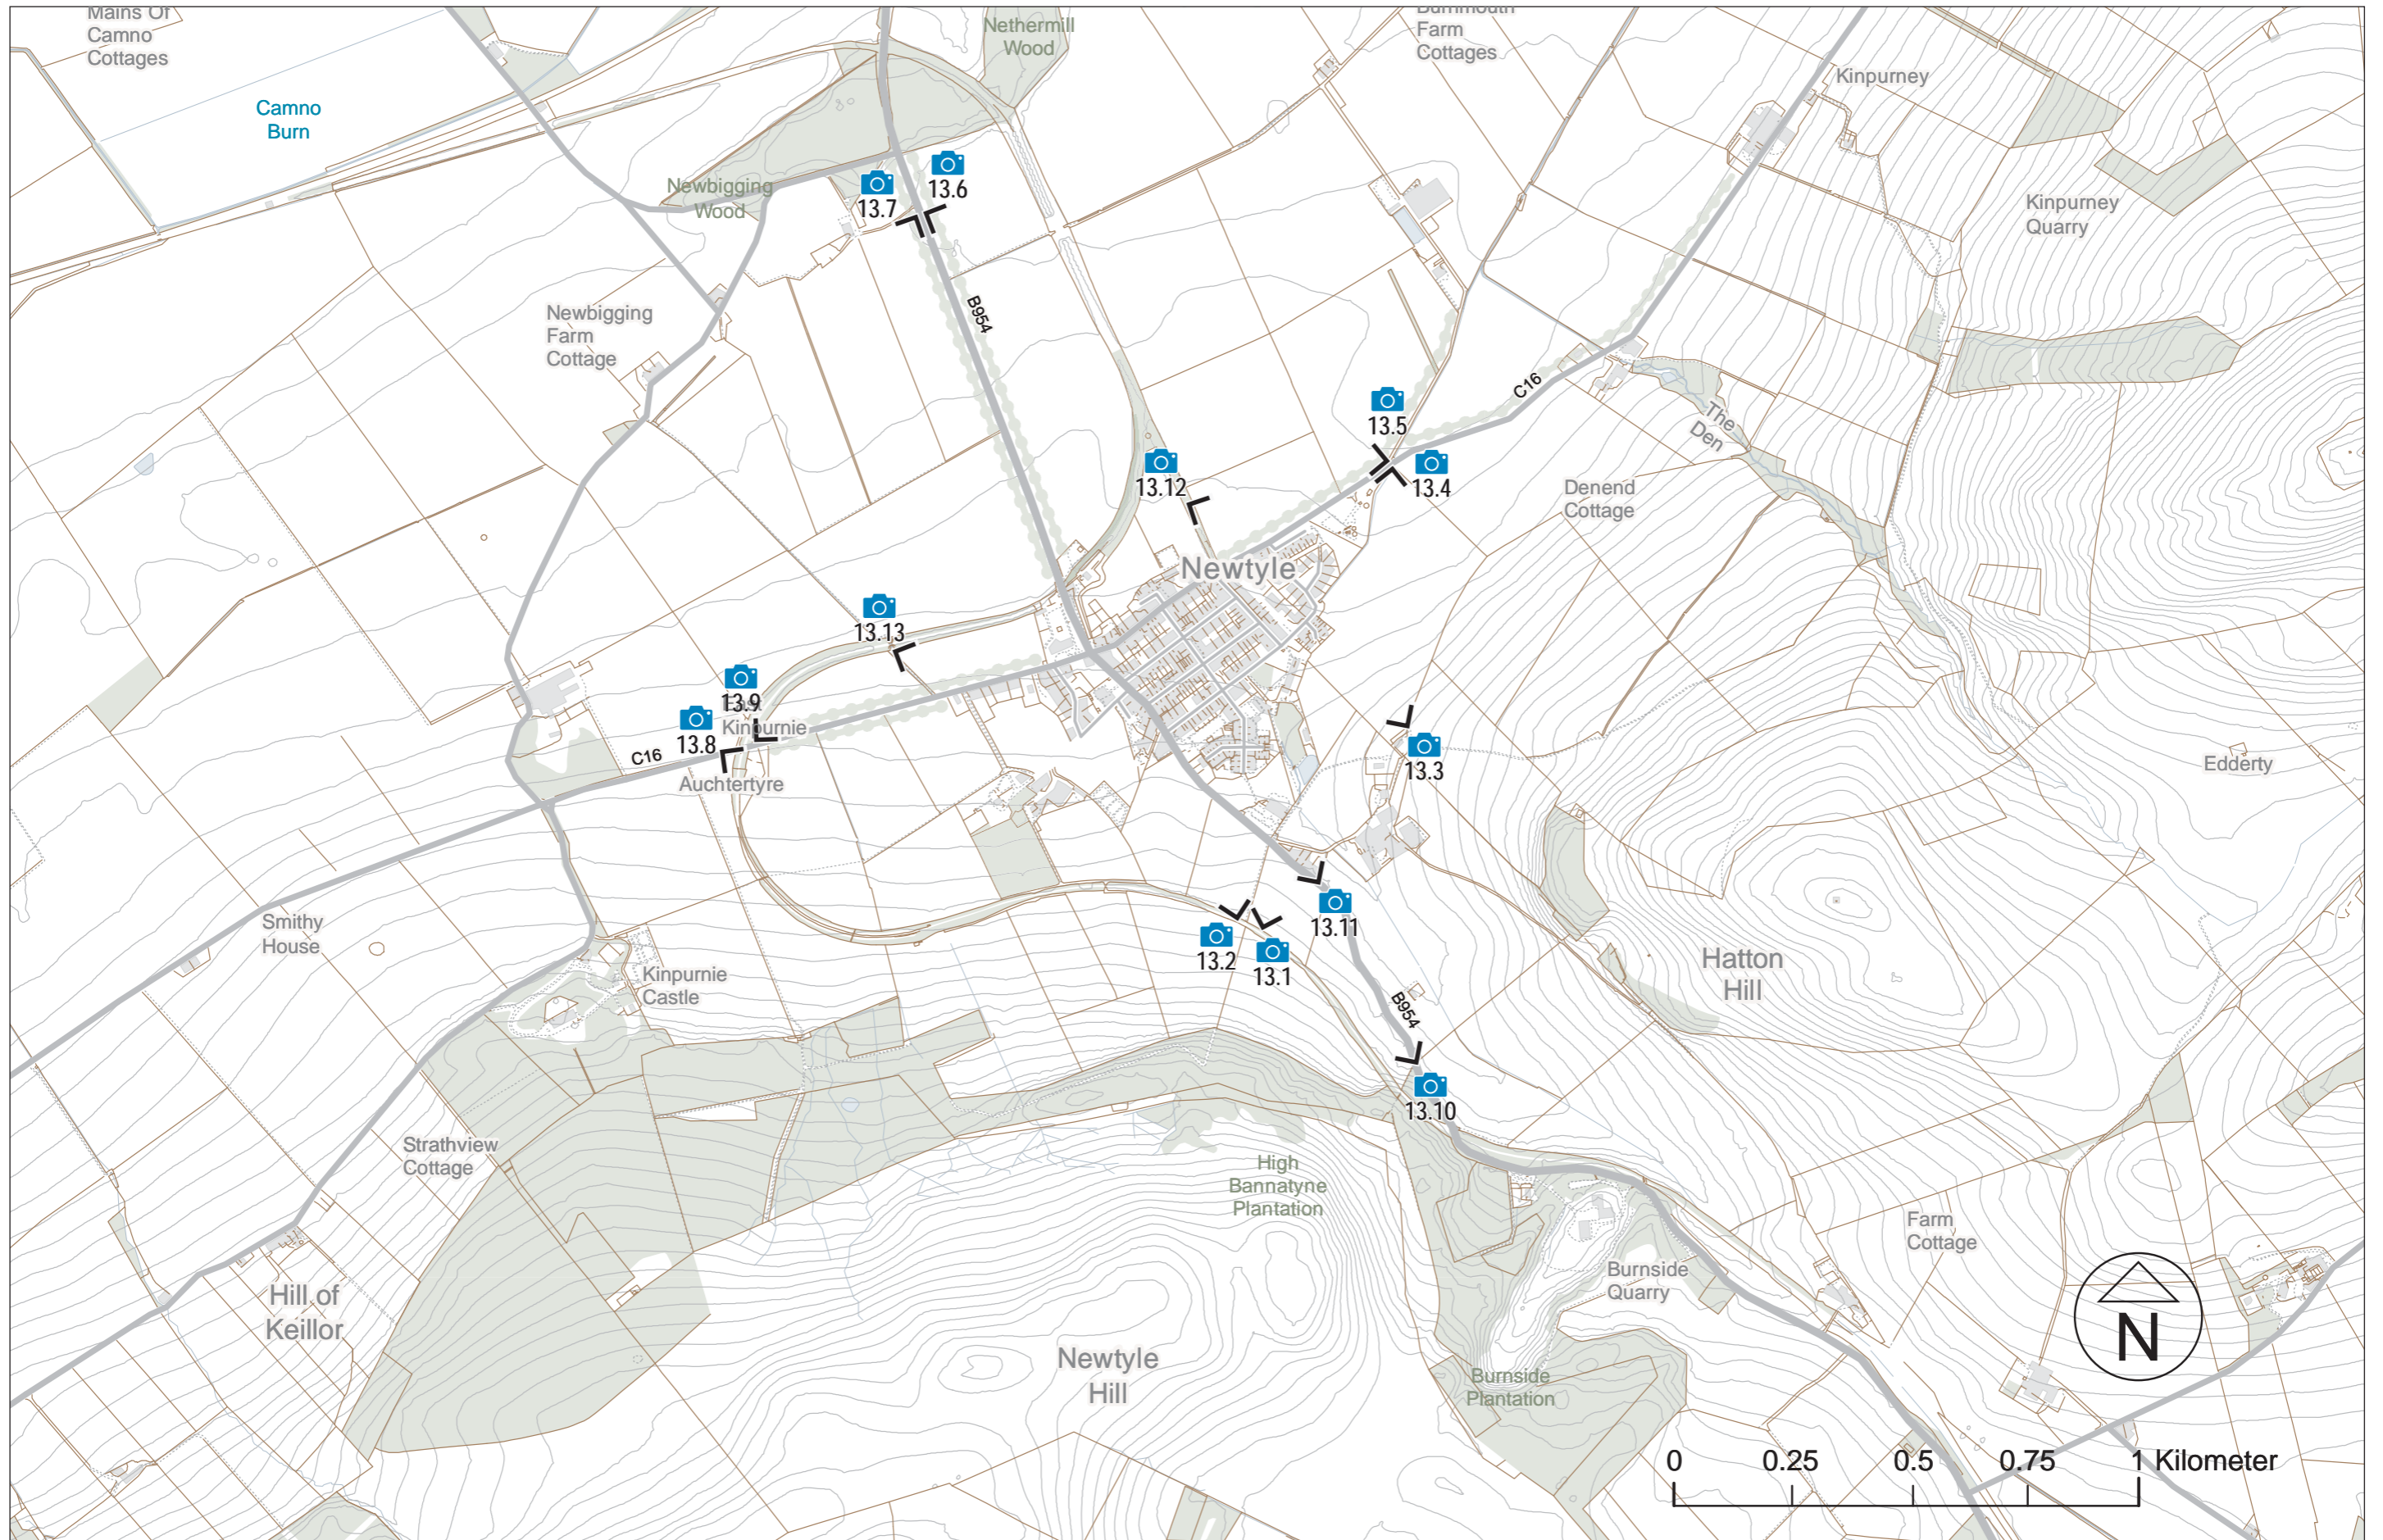 Mains Of
Camno
Cottages
Nethermill
Wood
Burnmouth
Farm
Cottages
Kinpurney
Camno
Burn
13.6
13.7
Newbigging
Wood
Kinpurney
Quarry
B954
Newbigging
Farm
Cottage
C16
13.5
The
Den
13.12
13.4
Denend
Cottage
Newtyle
13.13
13.9
Kinpurnie
13.8
C16
Auchtertyre
13.3
Edderty
13.11
Smithy
House
13.2
13.1
Hatton
Hill
Kinpurnie
Castle
B954
13.10
Strathview
Cottage
High
Bannatyne
Plantation
Farm
Cottage
Burnside
Quarry
Hill of
Keillor
N
Newtyle
Hill
Burnside
Plantation
0 0.25 0.5 0.75 1 Kilometer